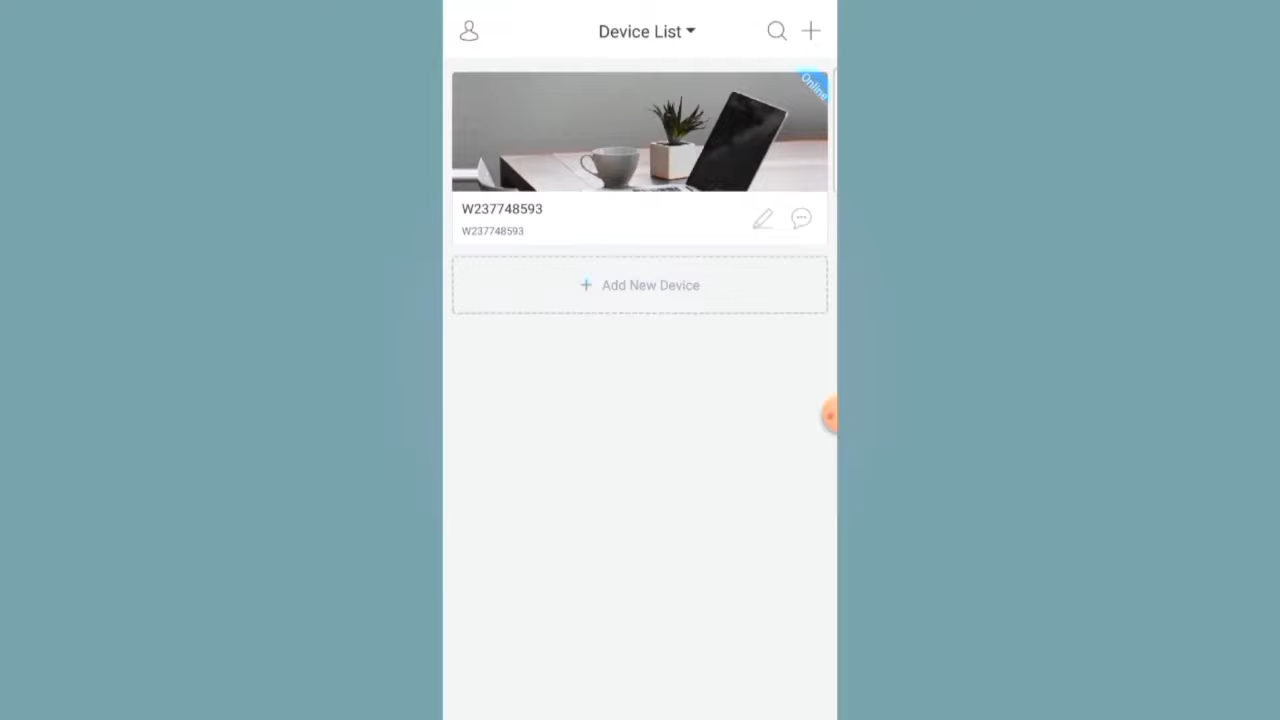 Device List
Online
W237748593
W237748593
+ Add New Device